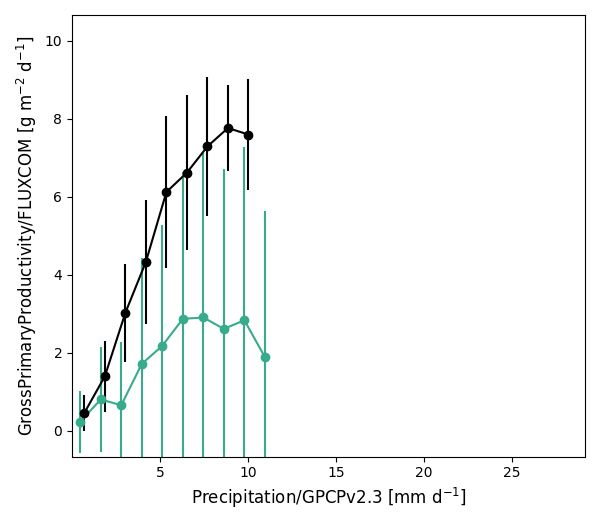 GrossPrimaryProductivity/FLUXCOM [g m⁻² d⁻¹]
10
8
6
4
2
0
5 10 15 20 25
Precipitation/GPCPv2.3 [mm d⁻¹]